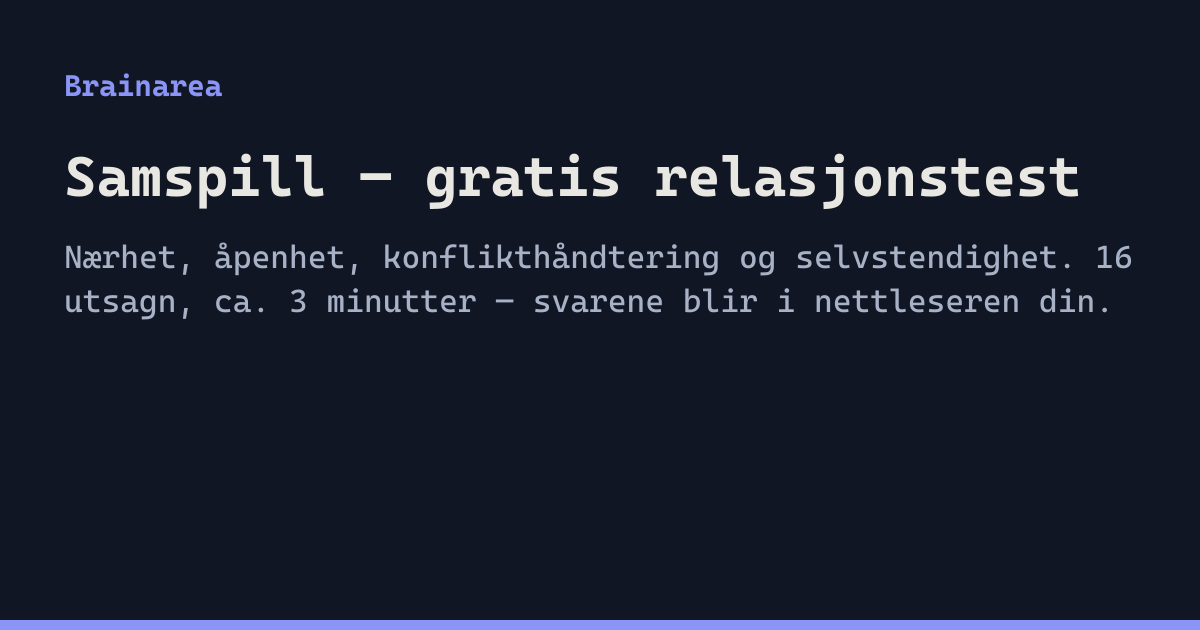 Brainarea
Samspill – gratis relasjonstest
Nærhet, åpenhet, konflikthåndtering og selvstendighet. 16
utsagn, ca. 3 minutter – svarene blir i nettleseren din.